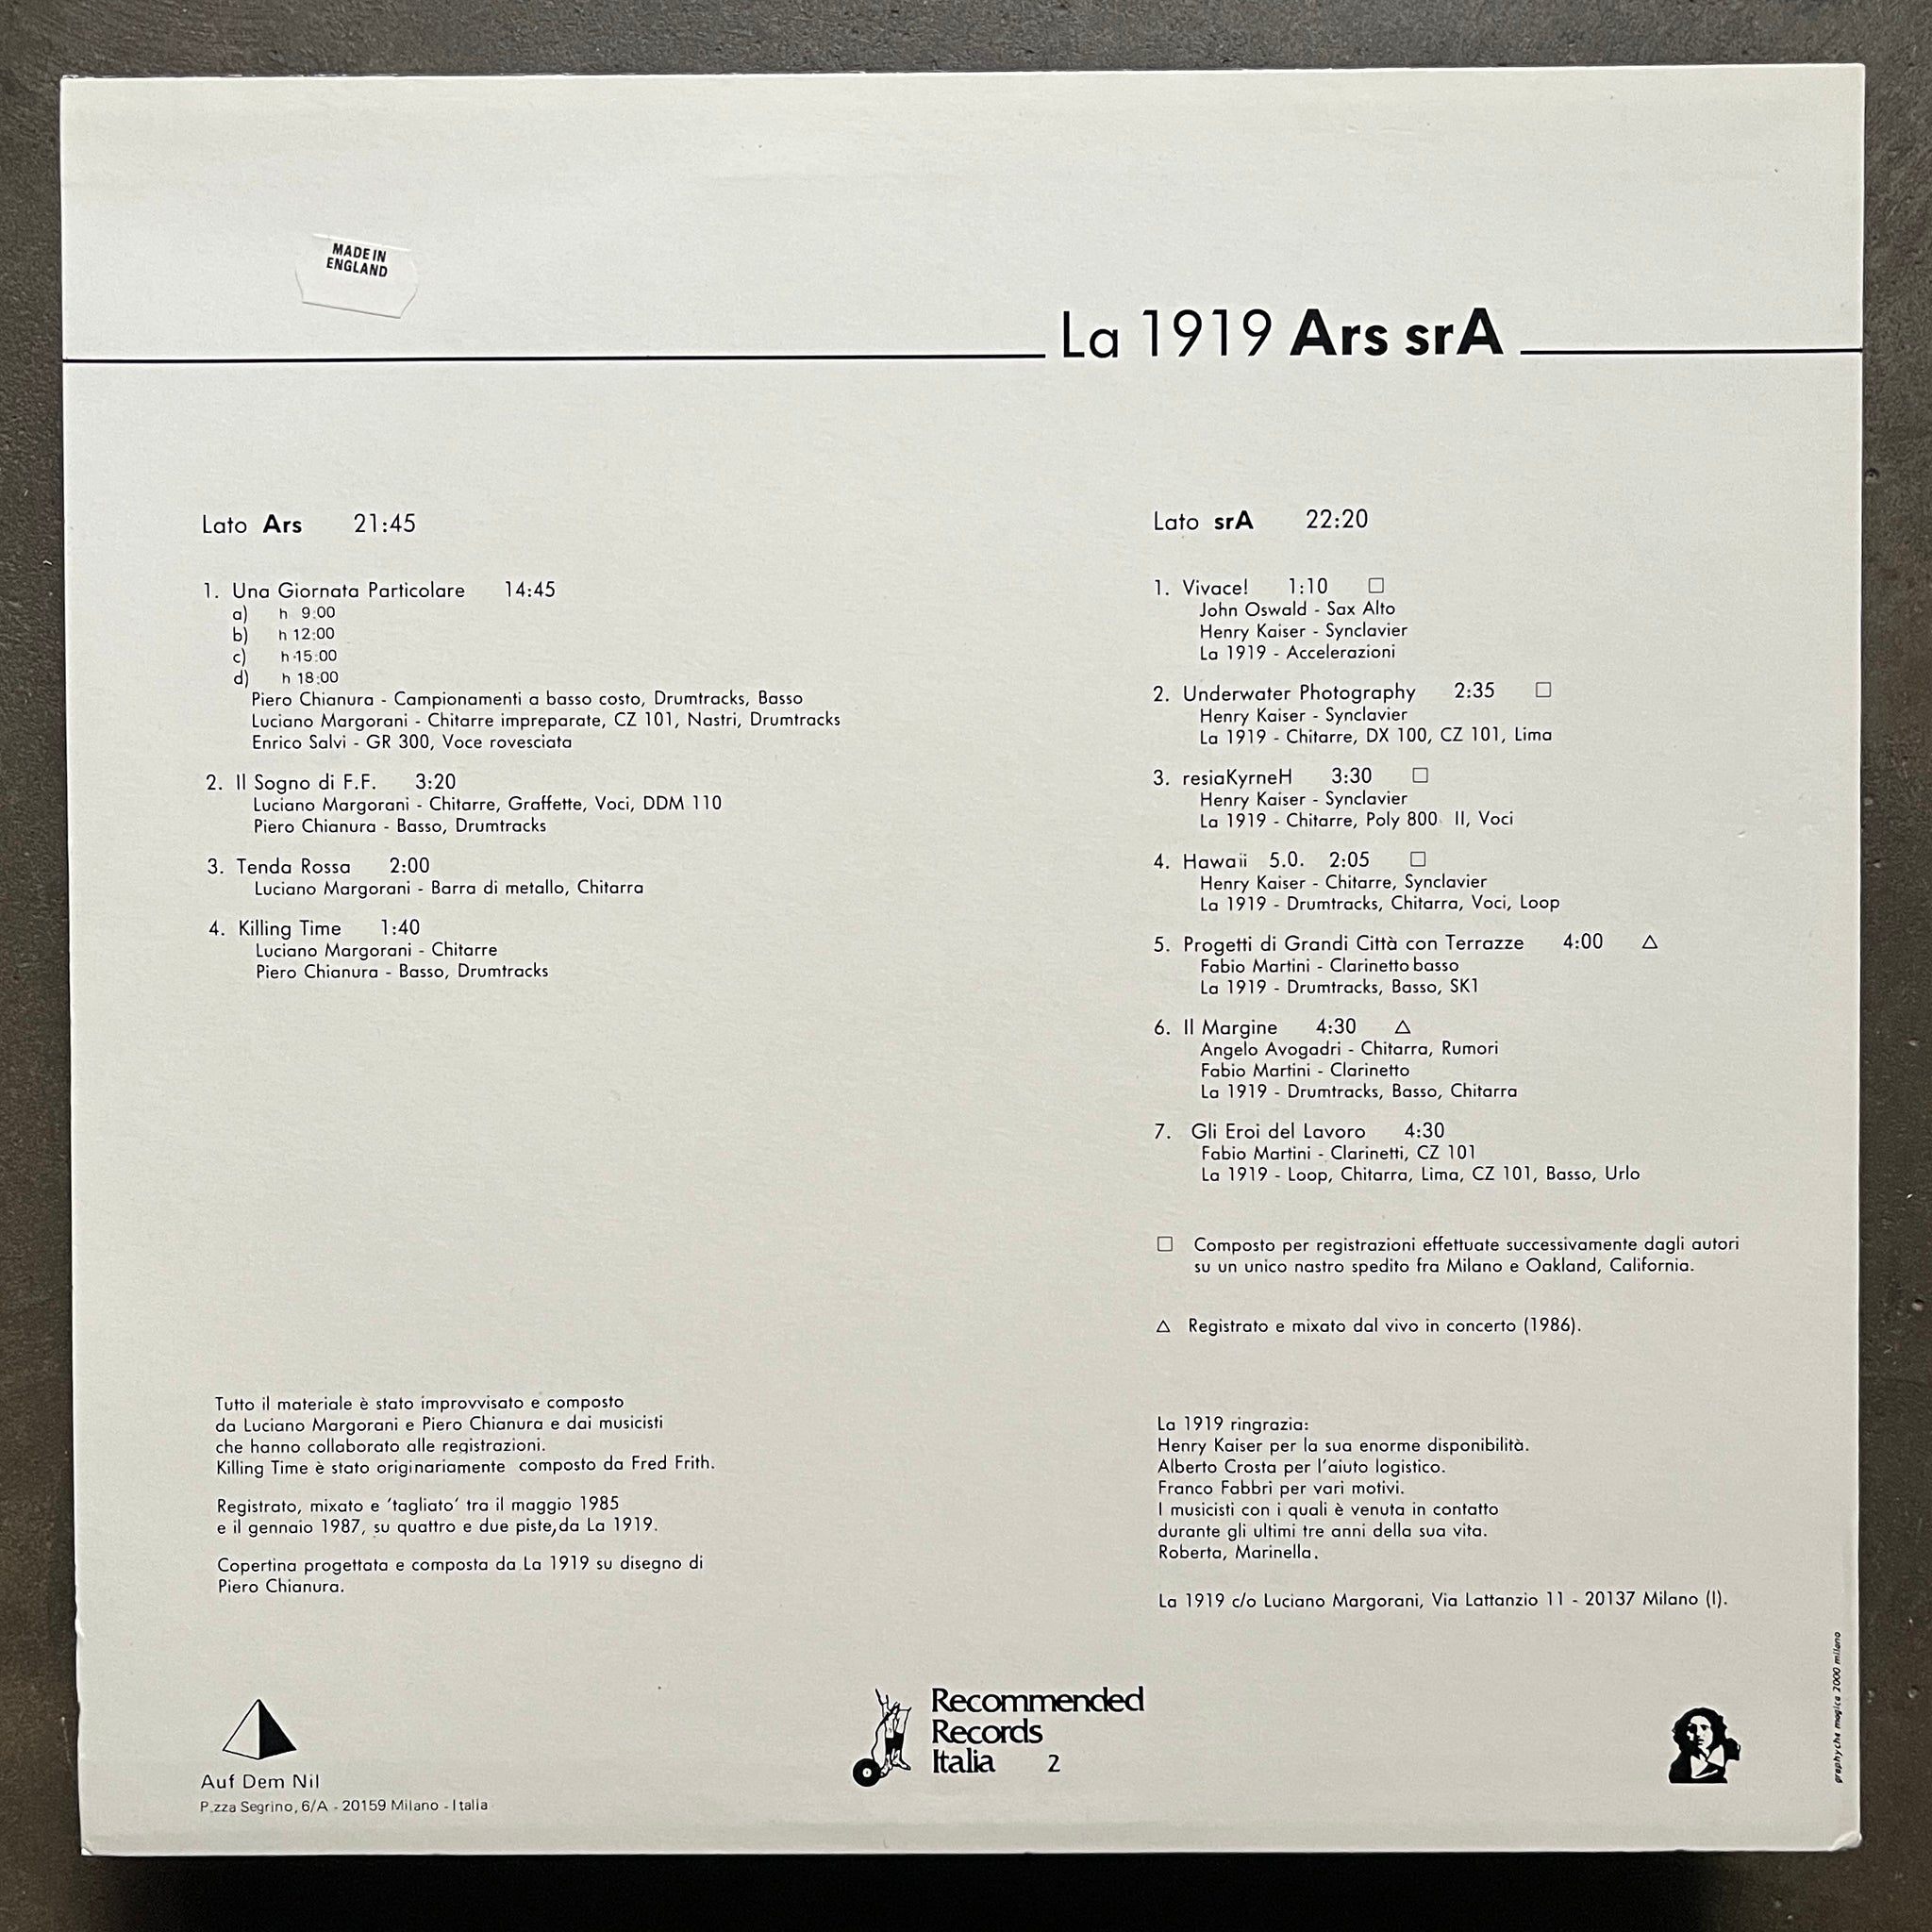 MADE IN
ENGLAND
La 1919 Ars srA
Lato Ars 21:45
1. Una Giornata Particolare 14:45
a) h 9:00
b) h 12:00
c) h 15:00
d) h 18:00
Piero Chianura - Campionamenti a basso costo, Drumtracks, Basso
Luciano Margorani - Chitarre impreparate, CZ 101, Nastri, Drumtracks
Enrico Salvi - GR 300, Voce rovesciata
2. Il Sogno di F.F. 3:20
Luciano Margorani - Chitarre, Graffette, Voci, DDM 110
Piero Chianura - Basso, Drumtracks
3. Tenda Rossa 2:00
Luciano Margorani - Barra di metallo, Chitarra
4. Killing Time 1:40
Luciano Margorani - Chitarre
Piero Chianura - Basso, Drumtracks
Tutto il materiale è stato improvvisato e composto
da Luciano Margorani e Piero Chianura e dai musicisti
che hanno collaborato alle registrazioni.
Killing Time è stato originariamente composto da Fred Frith.
Registrato, mixato e 'tagliato' tra il maggio 1985
e il gennaio 1987, su quattro e due piste, da La 1919.
Copertina progettata e composta da La 1919 su disegno di
Piero Chianura.
Lato srA 22:20
1. Vivace! 1:10 □
John Oswald - Sax Alto
Henry Kaiser - Synclavier
La 1919 - Accelerazioni
2. Underwater Photography 2:35 □
Henry Kaiser - Synclavier
La 1919 - Chitarre, DX 100, CZ 101, Lima
3. resiaKyrneH 3:30 □
Henry Kaiser - Synclavier
La 1919 - Chitarre, Poly 800 II, Voci
4. Hawaii 5.0. 2:05 □
Henry Kaiser - Chitarre, Synclavier
La 1919 - Drumtracks, Chitarra, Voci, Loop
5. Progetti di Grandi Città con Terrazze 4:00 △
Fabio Martini - Clarinetto basso
La 1919 - Drumtracks, Basso, SK1
6. Il Margine 4:30 △
Angelo Avogadri - Chitarra, Rumori
Fabio Martini - Clarinetto
La 1919 - Drumtracks, Basso, Chitarra
7. Gli Eroi del Lavoro 4:30
Fabio Martini - Clarinetti, CZ 101
La 1919 - Loop, Chitarra, Lima, CZ 101, Basso, Urlo
□ Composto per registrazioni effettuate successivamente dagli autori
su un unico nastro spedito fra Milano e Oakland, California.
△ Registrato e mixato dal vivo in concerto (1986).
La 1919 ringrazia:
Henry Kaiser per la sua enorme disponibilità.
Alberto Crosta per l'aiuto logistico.
Franco Fabbri per vari motivi.
I musicisti con i quali è venuta in contatto
durante gli ultimi tre anni della sua vita.
Roberta, Marinella.
La 1919 c/o Luciano Margorani, Via Lattanzio 11 - 20137 Milano (I).
Auf Dem Nil
P.zza Segrino, 6/A - 20159 Milano - Italia
Recommended
Records
Italia 2
graphyche magica 2000 milano